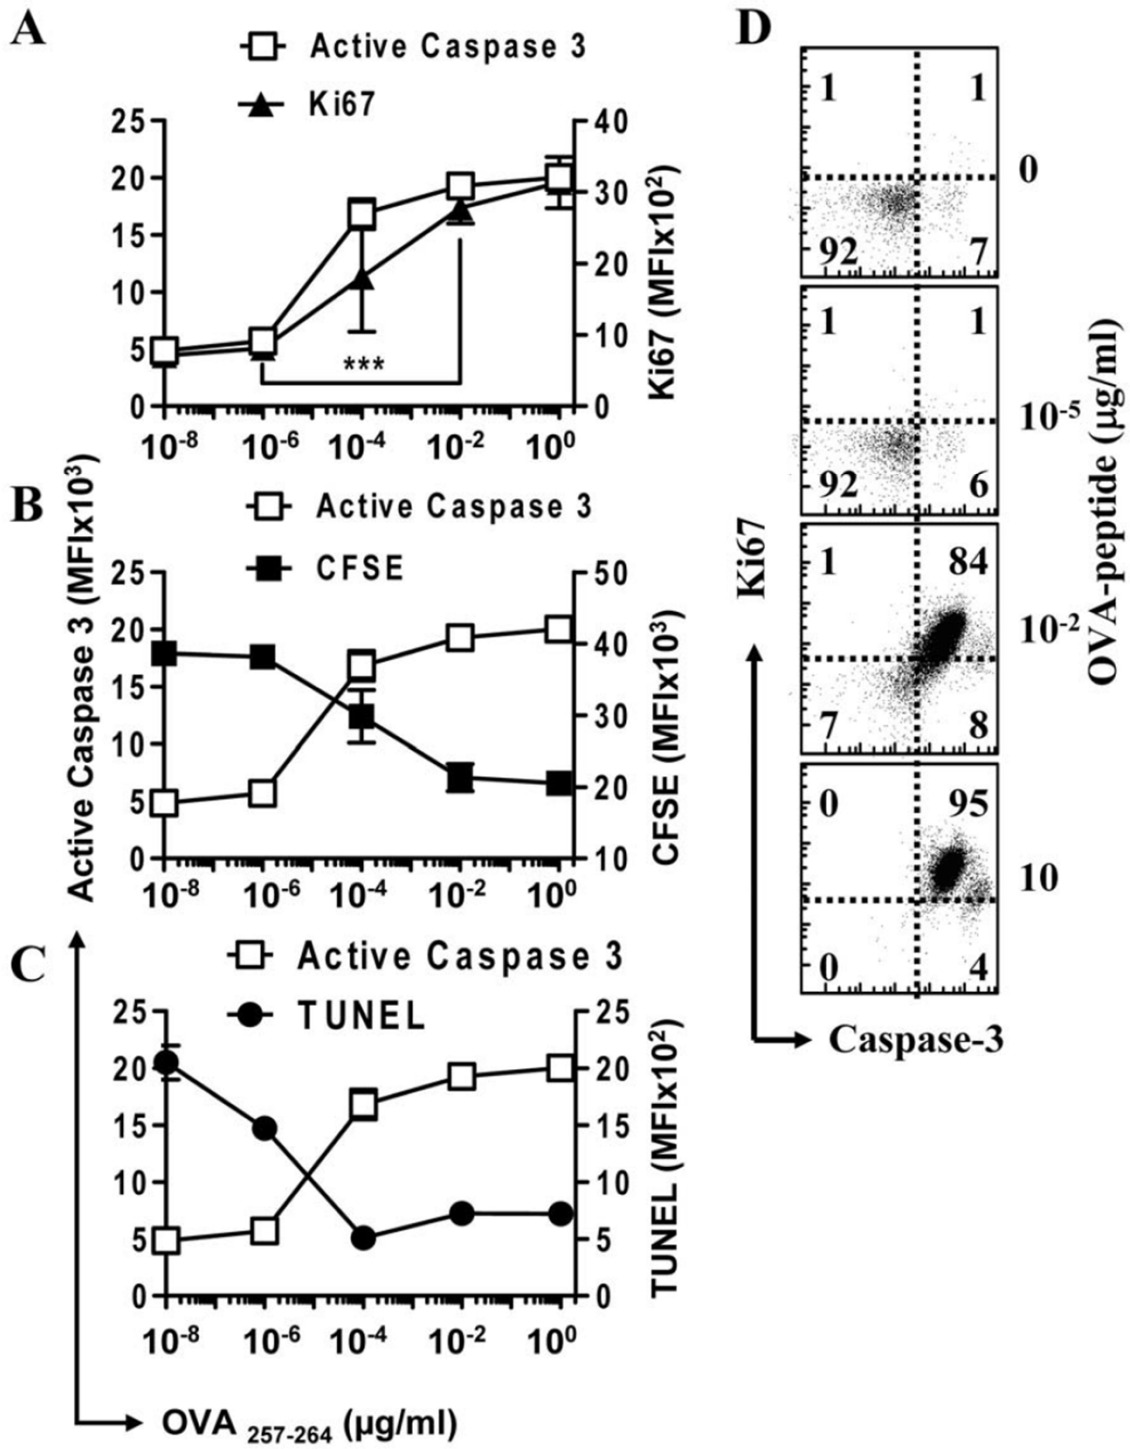 A
Active Caspase 3
Ki67
25
20
15
10
5
0
40
30
20
10
0
Ki67 (MFIx10²)
***
10⁻⁸ 10⁻⁶ 10⁻⁴ 10⁻² 10⁰
B
Active Caspase 3
CFSE
Active Caspase 3 (MFIx10³)
25
20
15
10
5
0
50
40
30
20
10
CFSE (MFIx10³)
10⁻⁸ 10⁻⁶ 10⁻⁴ 10⁻² 10⁰
C
Active Caspase 3
TUNEL
25
20
15
10
5
0
25
20
15
10
5
0
TUNEL (MFIx10²)
10⁻⁸ 10⁻⁶ 10⁻⁴ 10⁻² 10⁰
OVA 257-264 (µg/ml)
D
1 1
0
92 7
1 1
10⁻⁵
92 6
1 84
10⁻²
7 8
0 95
10
0 4
Ki67
Caspase-3
OVA-peptide (µg/ml)